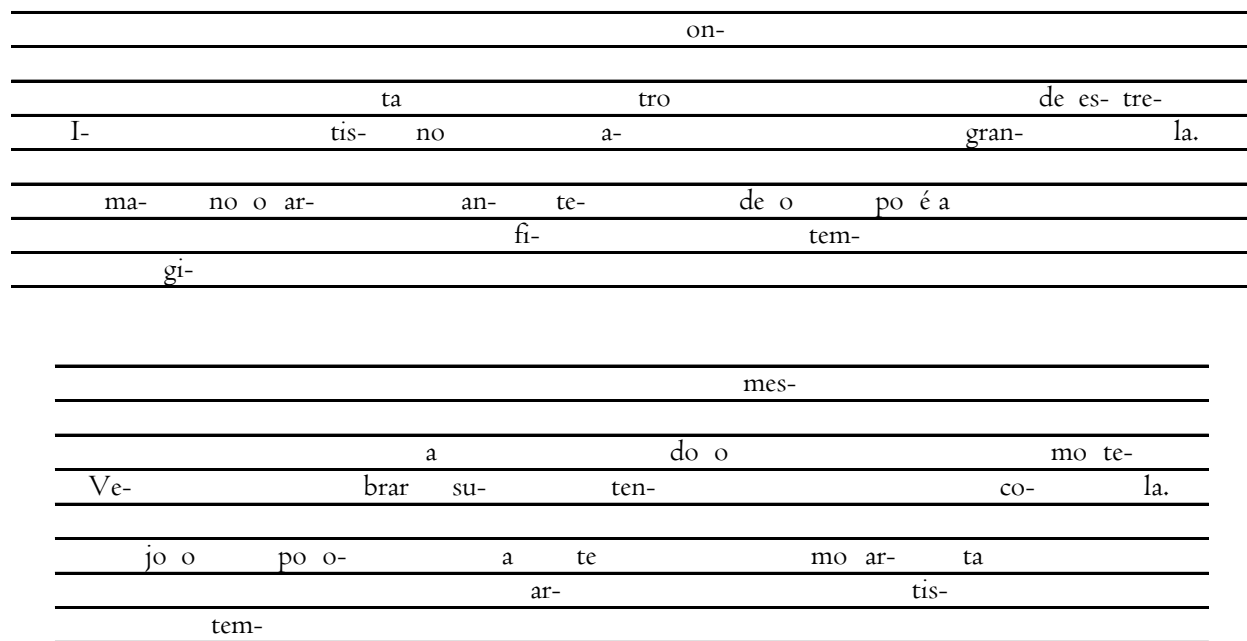 I- ma- gi- no o ar- tis- ta no an- fi- te- a- tro on- de o tem- po é a gran- de es- tre- la.
Ve- jo o tem- po o- brar a su- a ar- te ten- do o mes- mo ar- tis- ta co- mo te- la.